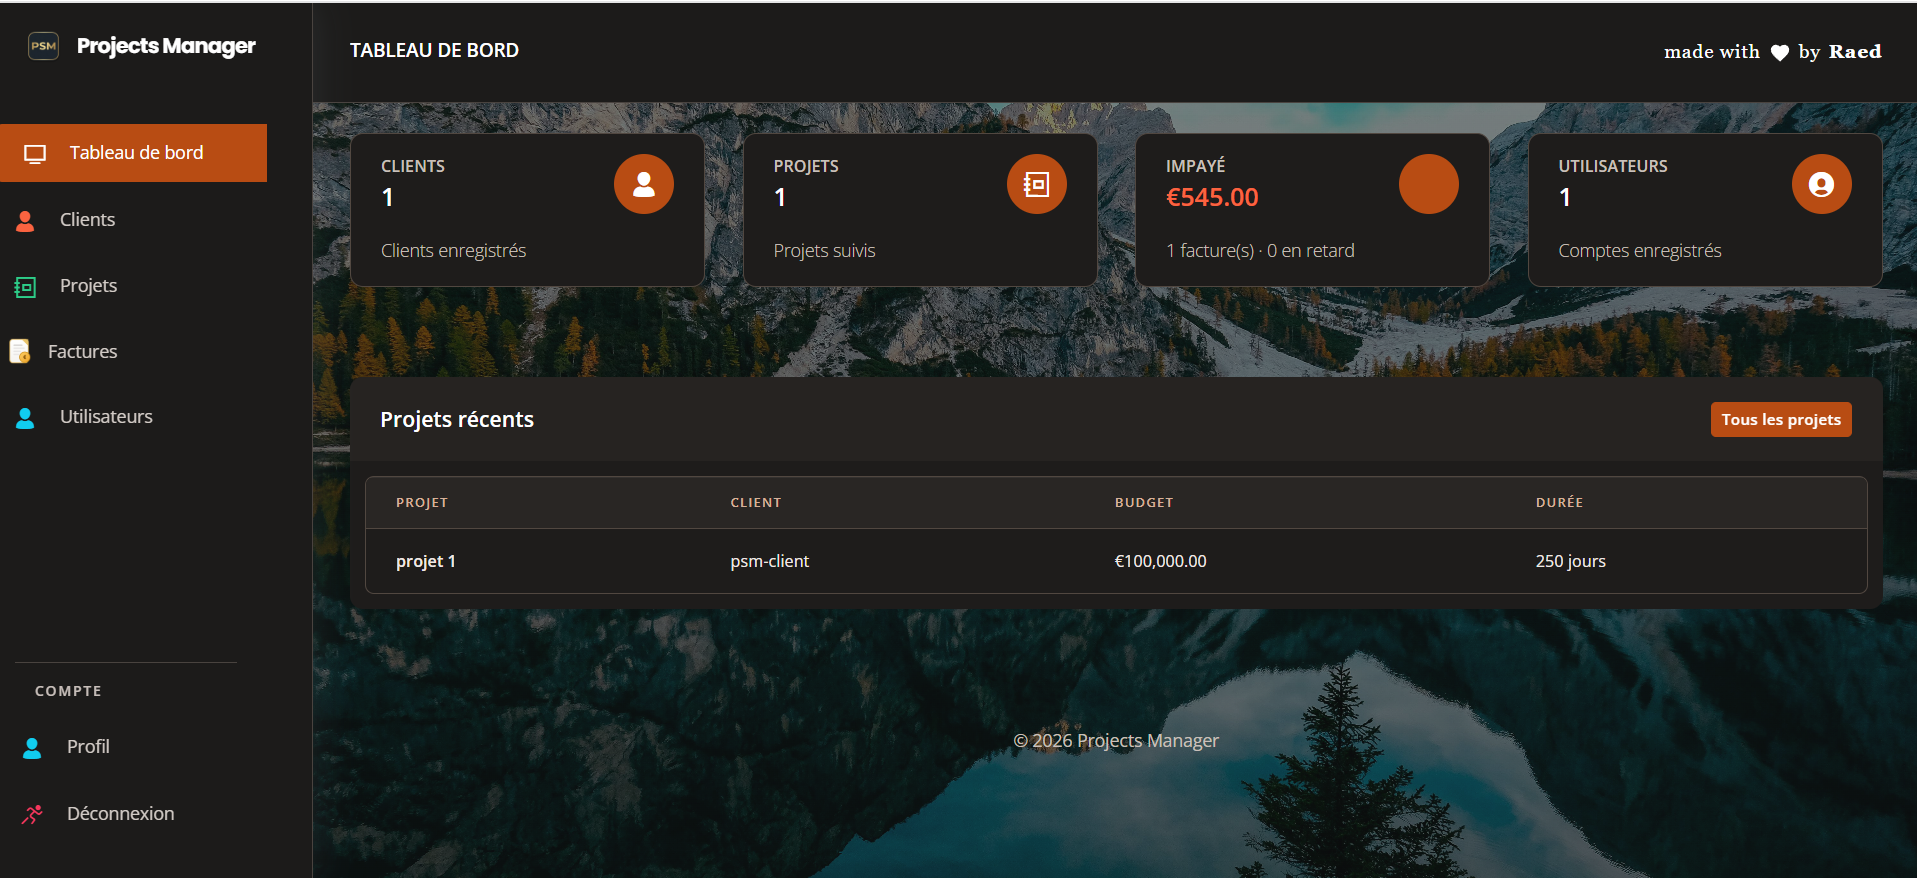 PSM Projects Manager
TABLEAU DE BORD
made with by Raed
Tableau de bord
Clients
Projets
Factures
Utilisateurs
COMPTE
Profil
Déconnexion
CLIENTS
1
Clients enregistrés
PROJETS
1
Projets suivis
IMPAYÉ
€545.00
1 facture(s) · 0 en retard
UTILISATEURS
1
Comptes enregistrés
Projets récents
Tous les projets
PROJET CLIENT BUDGET DURÉE
projet 1 psm-client €100,000.00 250 jours
© 2026 Projects Manager